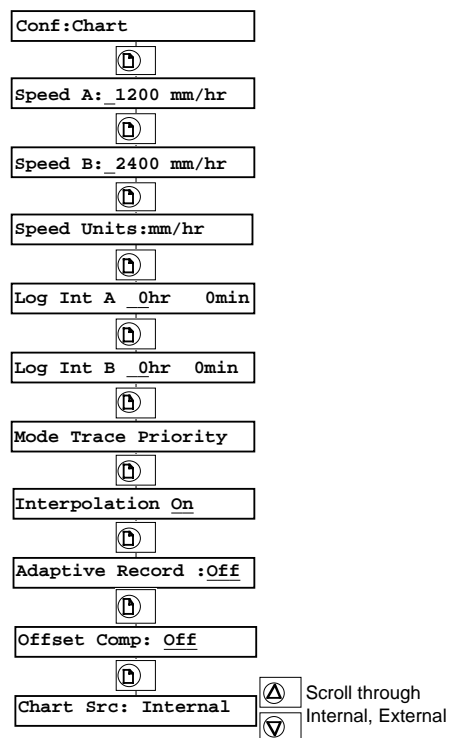 Conf:Chart
Speed A:_1200 mm/hr
Speed B:_2400 mm/hr
Speed Units:mm/hr
Log Int A _0hr 0min
Log Int B _0hr 0min
Mode Trace Priority
Interpolation On
Adaptive Record :Off
Offset Comp: Off
Chart Src: Internal
Scroll through
Internal, External